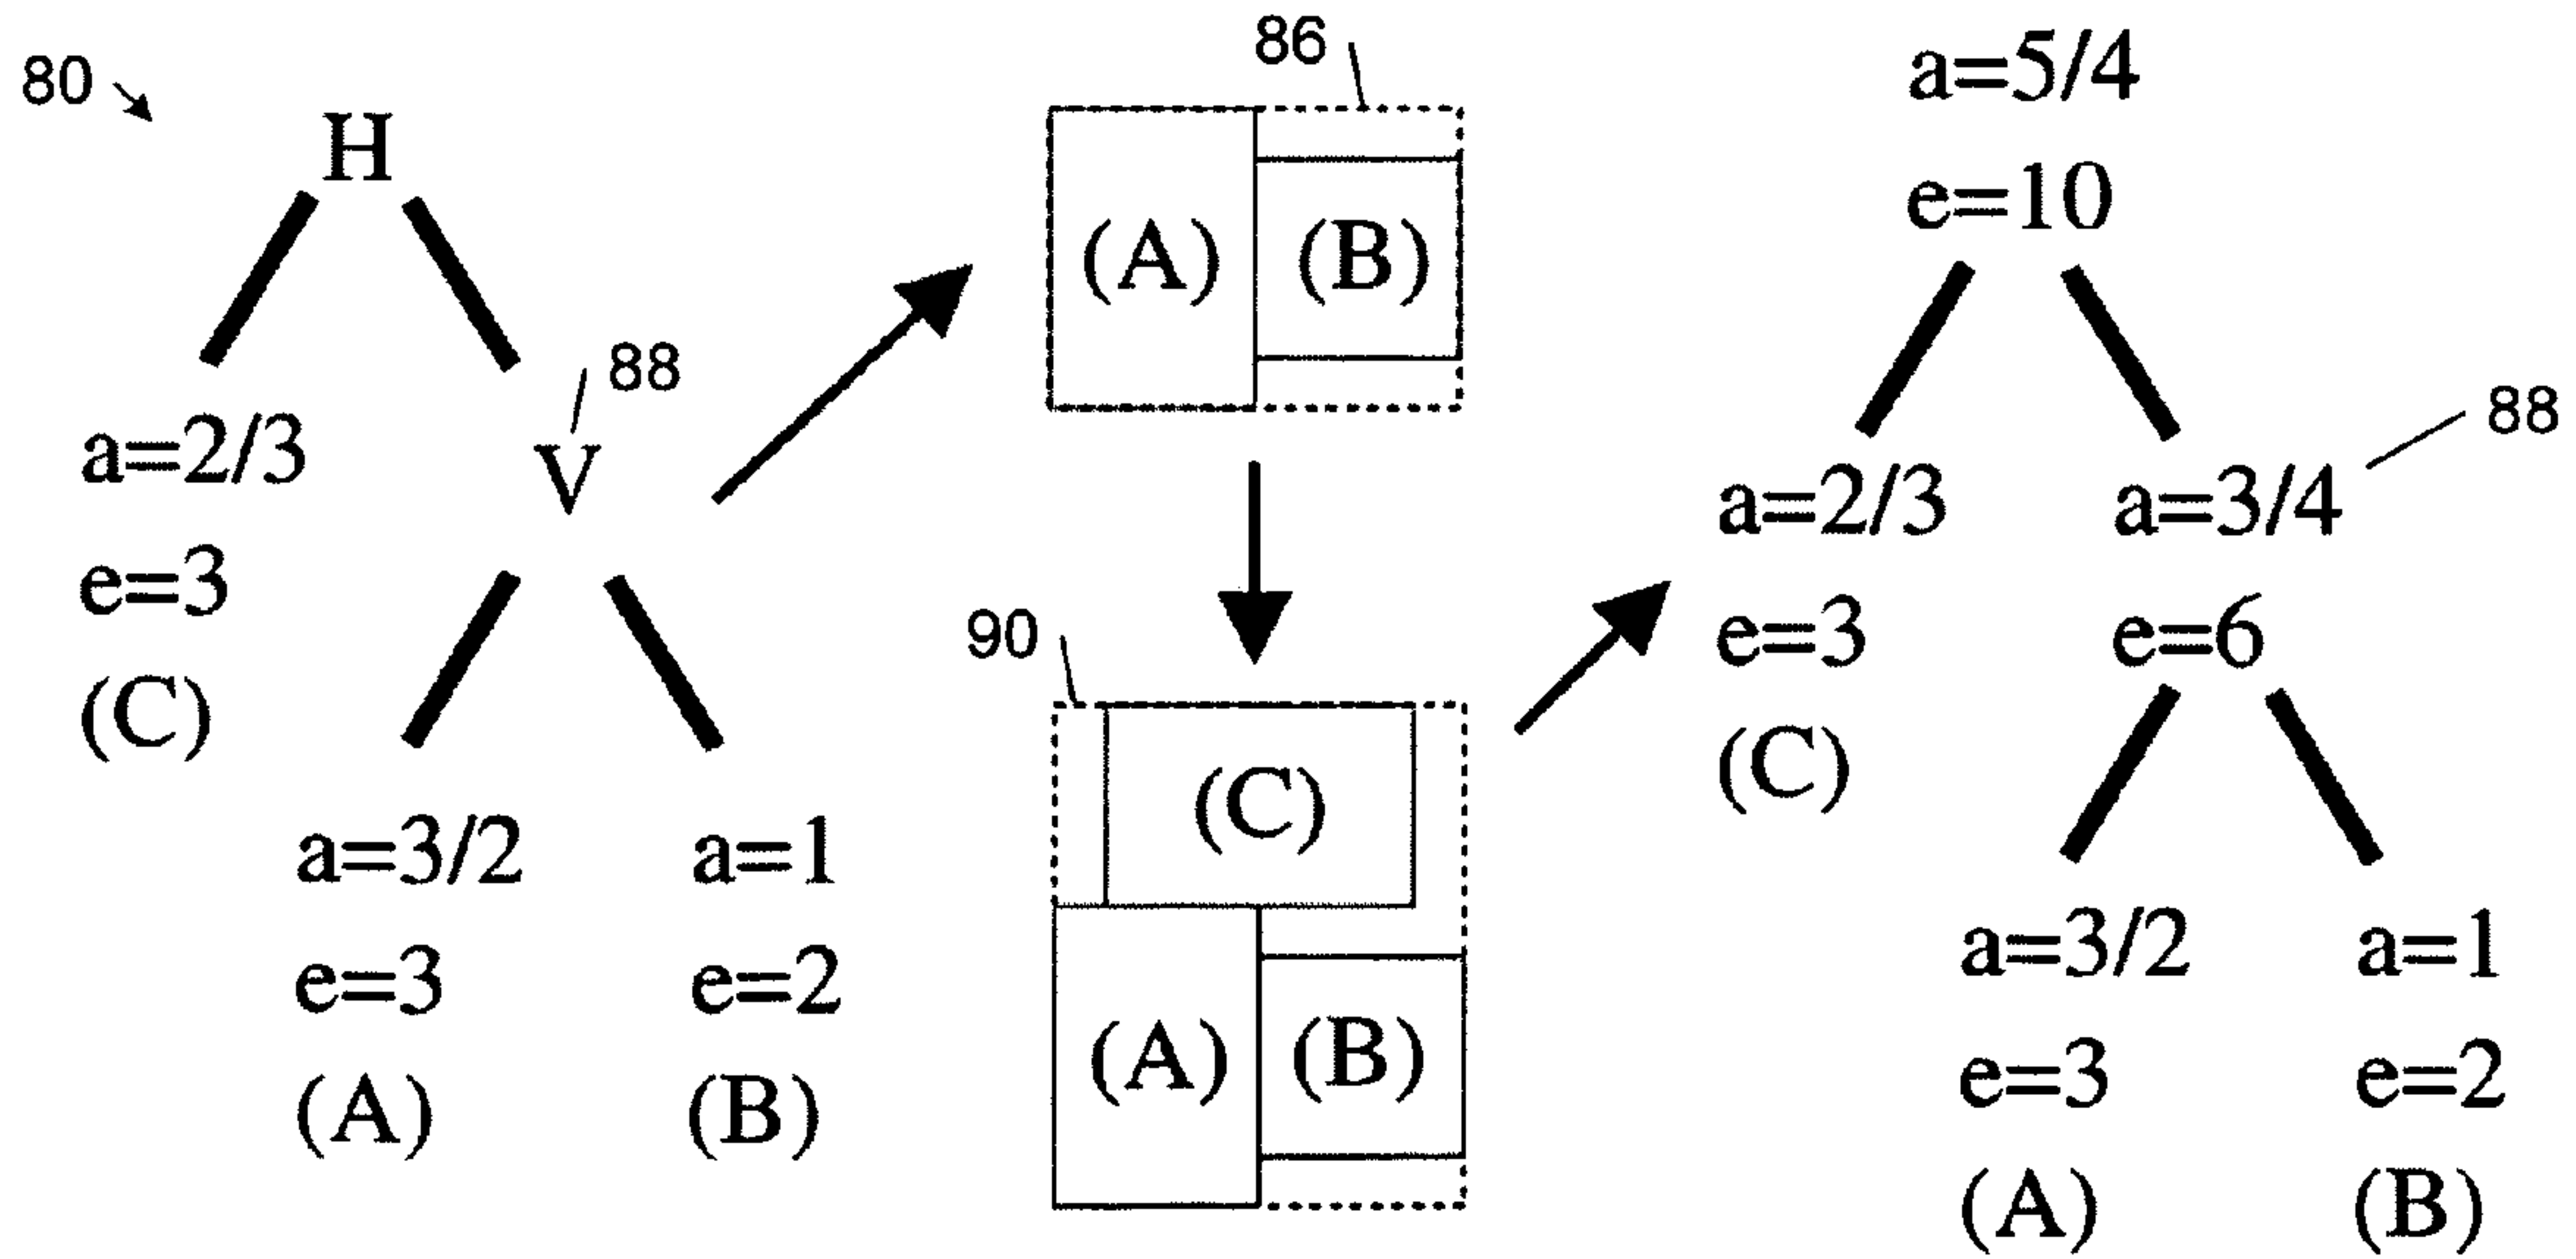 80
H
88
a=2/3
e=3
(C)
V
a=3/2
e=3
(A)
a=1
e=2
(B)
86
(A)
(B)
90
(C)
(A)
(B)
a=5/4
e=10
88
a=2/3
e=3
(C)
a=3/4
e=6
a=3/2
e=3
(A)
a=1
e=2
(B)